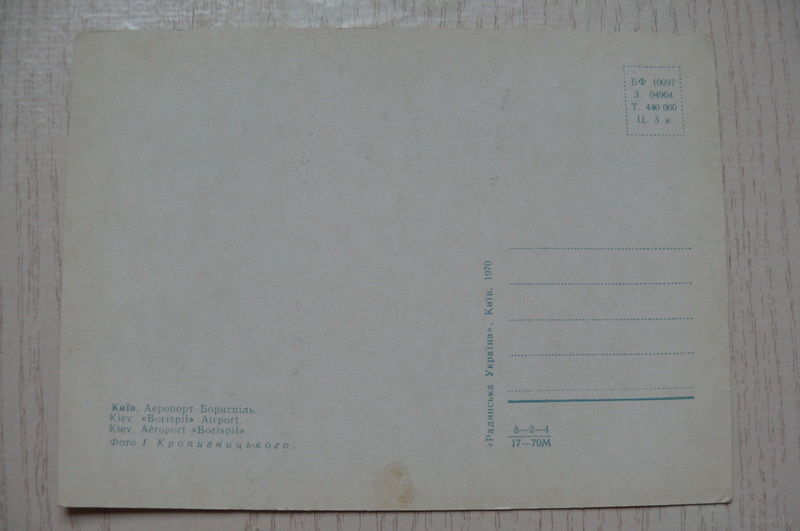 БФ 10097
З. 04904
Т. 440 000
Ц. 3 к.
Київ. Аеропорт Бориспіль.
Kiev. «Borispil» Airport.
Kiev. Aéroport «Borispil».
Фото І. Кропивницького.
«Радянська Україна», Київ, 1970
8—2—4
17—70М